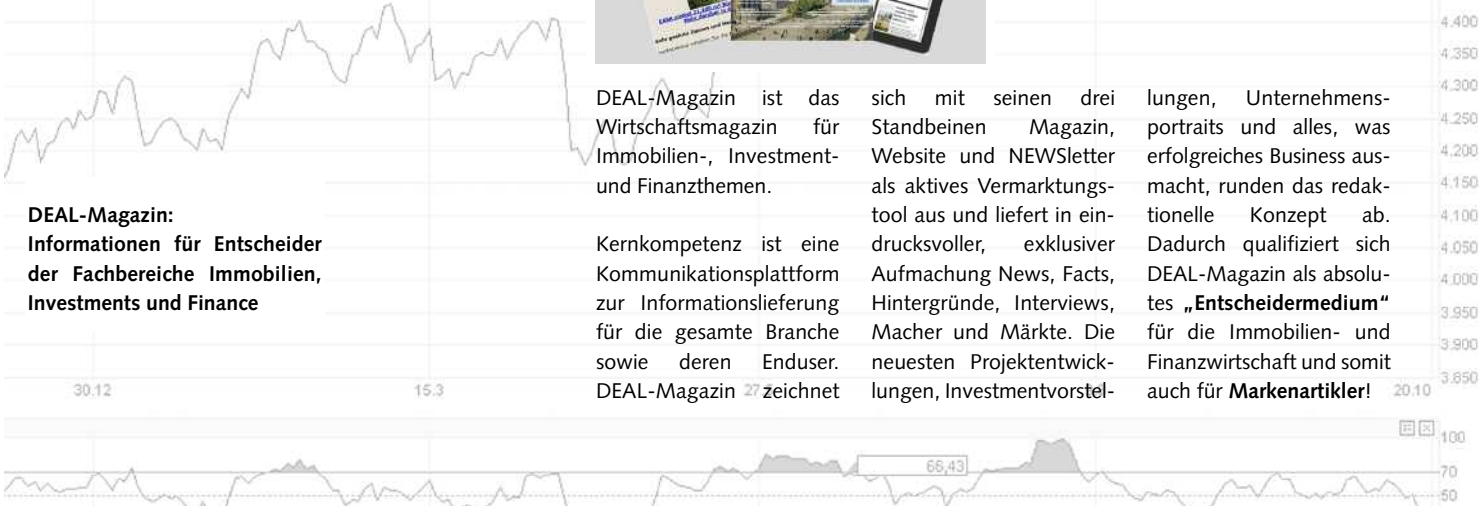 DEAL-Magazin:
Informationen für Entscheider
der Fachbereiche Immobilien,
Investments und Finance
DEAL-Magazin ist das
Wirtschaftsmagazin für
Immobilien-, Investment-
und Finanzthemen.
Kernkompetenz ist eine
Kommunikationsplattform
zur Informationslieferung
für die gesamte Branche
sowie deren Enduser.
DEAL-Magazin zeichnet
sich mit seinen drei
Standbeinen Magazin,
Website und NEWSletter
als aktives Vermarktungs-
tool aus und liefert in ein-
drucksvoller, exklusiver
Aufmachung News, Facts,
Hintergründe, Interviews,
Macher und Märkte. Die
neuesten Projektentwick-
lungen, Investmentvorstel-
lungen, Unternehmens-
portraits und alles, was
erfolgreiches Business aus-
macht, runden das redak-
tionelle Konzept ab.
Dadurch qualifiziert sich
DEAL-Magazin als absolu-
tes „Entscheidermedium“
für die Immobilien- und
Finanzwirtschaft und somit
auch für Markenartikler!
4.400
4.350
4.300
4.250
4.200
4.150
4.100
4.050
4.000
3.950
3.900
3.850
30.12
15.3
20.10
66,43
100
70
50